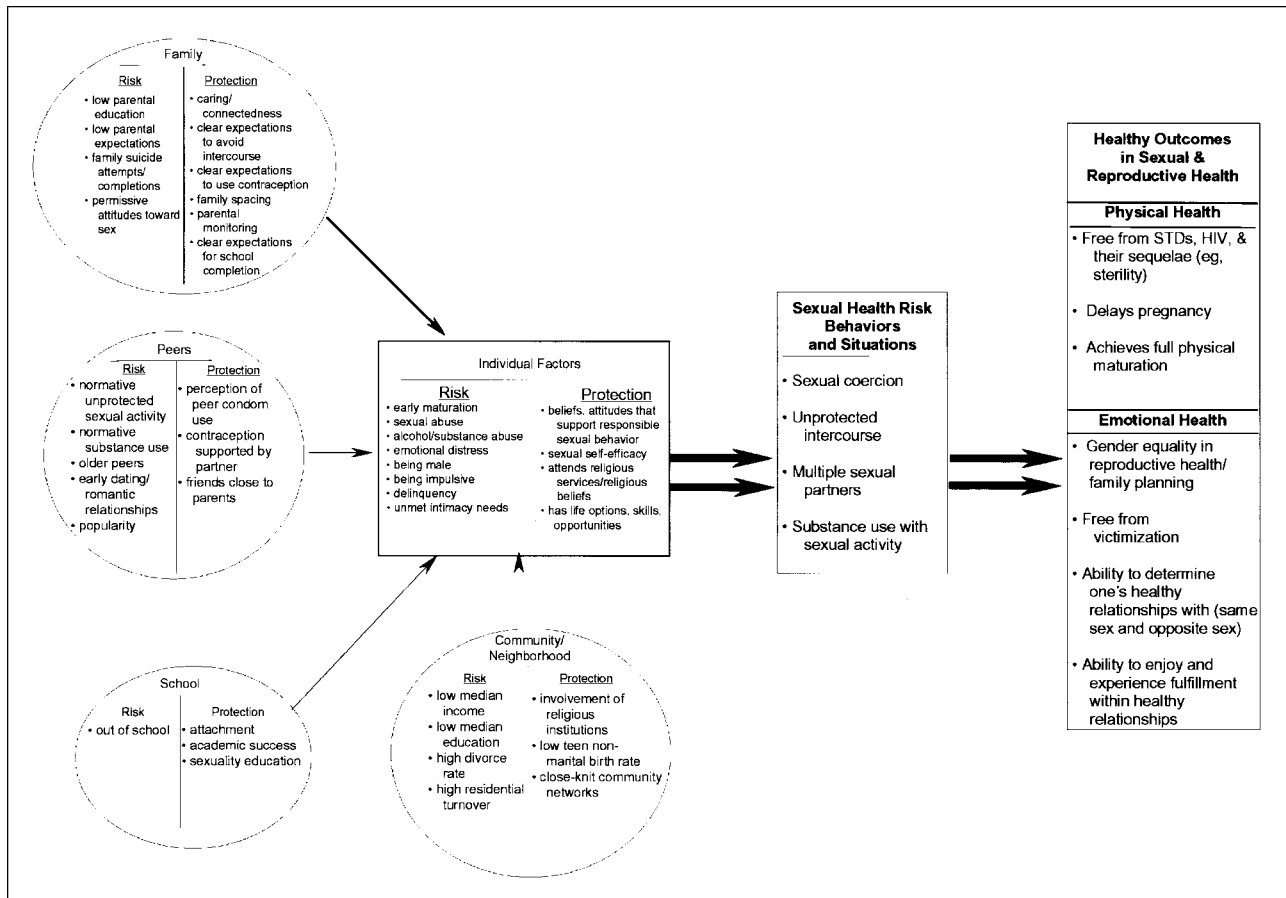 Family
Risk
• low parental
education
• low parental
expectations
• family suicide
attempts/
completions
• permissive
attitudes toward
sex
Protection
• caring/
connectedness
• clear expectations
to avoid
intercourse
• clear expectations
to use contraception
• family spacing
• parental
monitoring
• clear expectations
for school
completion
Peers
Risk
• normative
unprotected
sexual activity
• normative
substance use
• older peers
• early dating/
romantic
relationships
• popularity
Protection
• perception of
peer condom
use
• contraception
supported by
partner
• friends close to
parents
School
Risk
• out of school
Protection
• attachment
• academic success
• sexuality education
Community/
Neighborhood
Risk
• low median
income
• low median
education
• high divorce
rate
• high residential
turnover
Protection
• involvement of
religious
institutions
• low teen non-
marital birth rate
• close-knit community
networks
Individual Factors
Risk
• early maturation
• sexual abuse
• alcohol/substance abuse
• emotional distress
• being male
• being impulsive
• delinquency
• unmet intimacy needs
Protection
• beliefs, attitudes that
support responsible
sexual behavior
• sexual self-efficacy
• attends religious
services/religious
beliefs
• has life options, skills,
opportunities
Sexual Health Risk
Behaviors
and Situations
• Sexual coercion
• Unprotected
intercourse
• Multiple sexual
partners
• Substance use with
sexual activity
Healthy Outcomes
in Sexual &
Reproductive Health
Physical Health
• Free from STDs, HIV, &
their sequelae (eg,
sterility)
• Delays pregnancy
• Achieves full physical
maturation
Emotional Health
• Gender equality in
reproductive health/
family planning
• Free from
victimization
• Ability to determine
one's healthy
relationships with (same
sex and opposite sex)
• Ability to enjoy and
experience fulfillment
within healthy
relationships